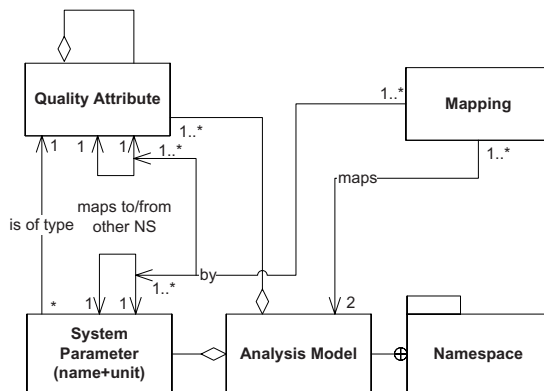 Quality Attribute
1..*
1..*
Mapping
1
1
1
1..*
1..*
maps
maps to/from
other NS
is of type
by
*
1
1
1..*
2
System
Parameter
(name+unit)
Analysis Model
Namespace